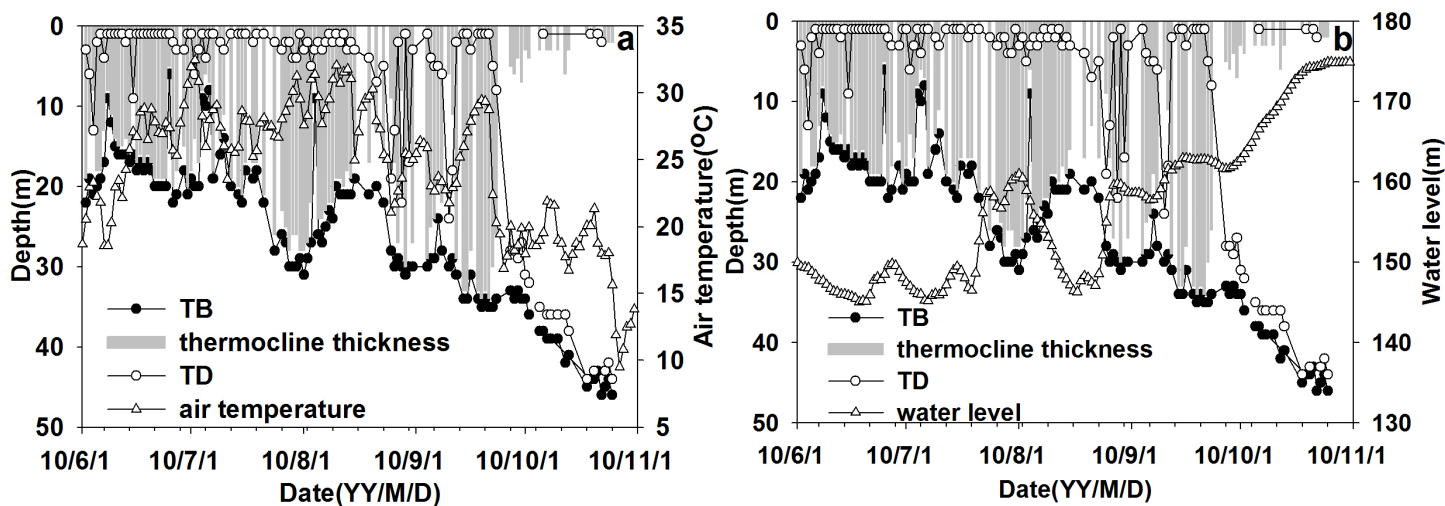 a
0
10
20
30
40
50
Depth(m)
35
30
25
20
15
10
5
Air temperature(°C)
TB
thermocline thickness
TD
air temperature
10/6/1 10/7/1 10/8/1 10/9/1 10/10/1 10/11/1
Date(YY/M/D)
b
0
10
20
30
40
50
Depth(m)
180
170
160
150
140
130
Water level(m)
TB
thermocline thickness
TD
water level
10/6/1 10/7/1 10/8/1 10/9/1 10/10/1 10/11/1
Date(YY/M/D)